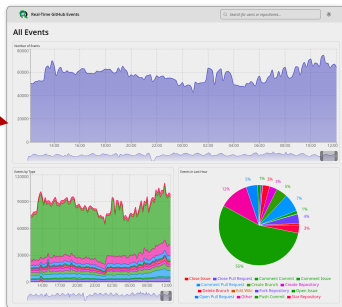 Real-Time GitHub Events
Search for users or repositories...
All Events
Number of Events
80000
60000
40000
20000
0
14:00 16:00 18:00 20:00 22:00 00:00 02:00 04:00 06:00 08:00 10:00 12:00
Events by Type
120000
90000
60000
30000
0
14:00 17:00 20:00 23:00 02:00 05:00 08:00 12:00
Events in Last Hour
12%
56%
Close Issue Close Pull Request Comment Commit Comment Issue
Comment Pull Request Create Branch Create Repository
Delete Branch Edit Wiki Fork Repository Open Issue
Open Pull Request Other Push Commit Star Repository